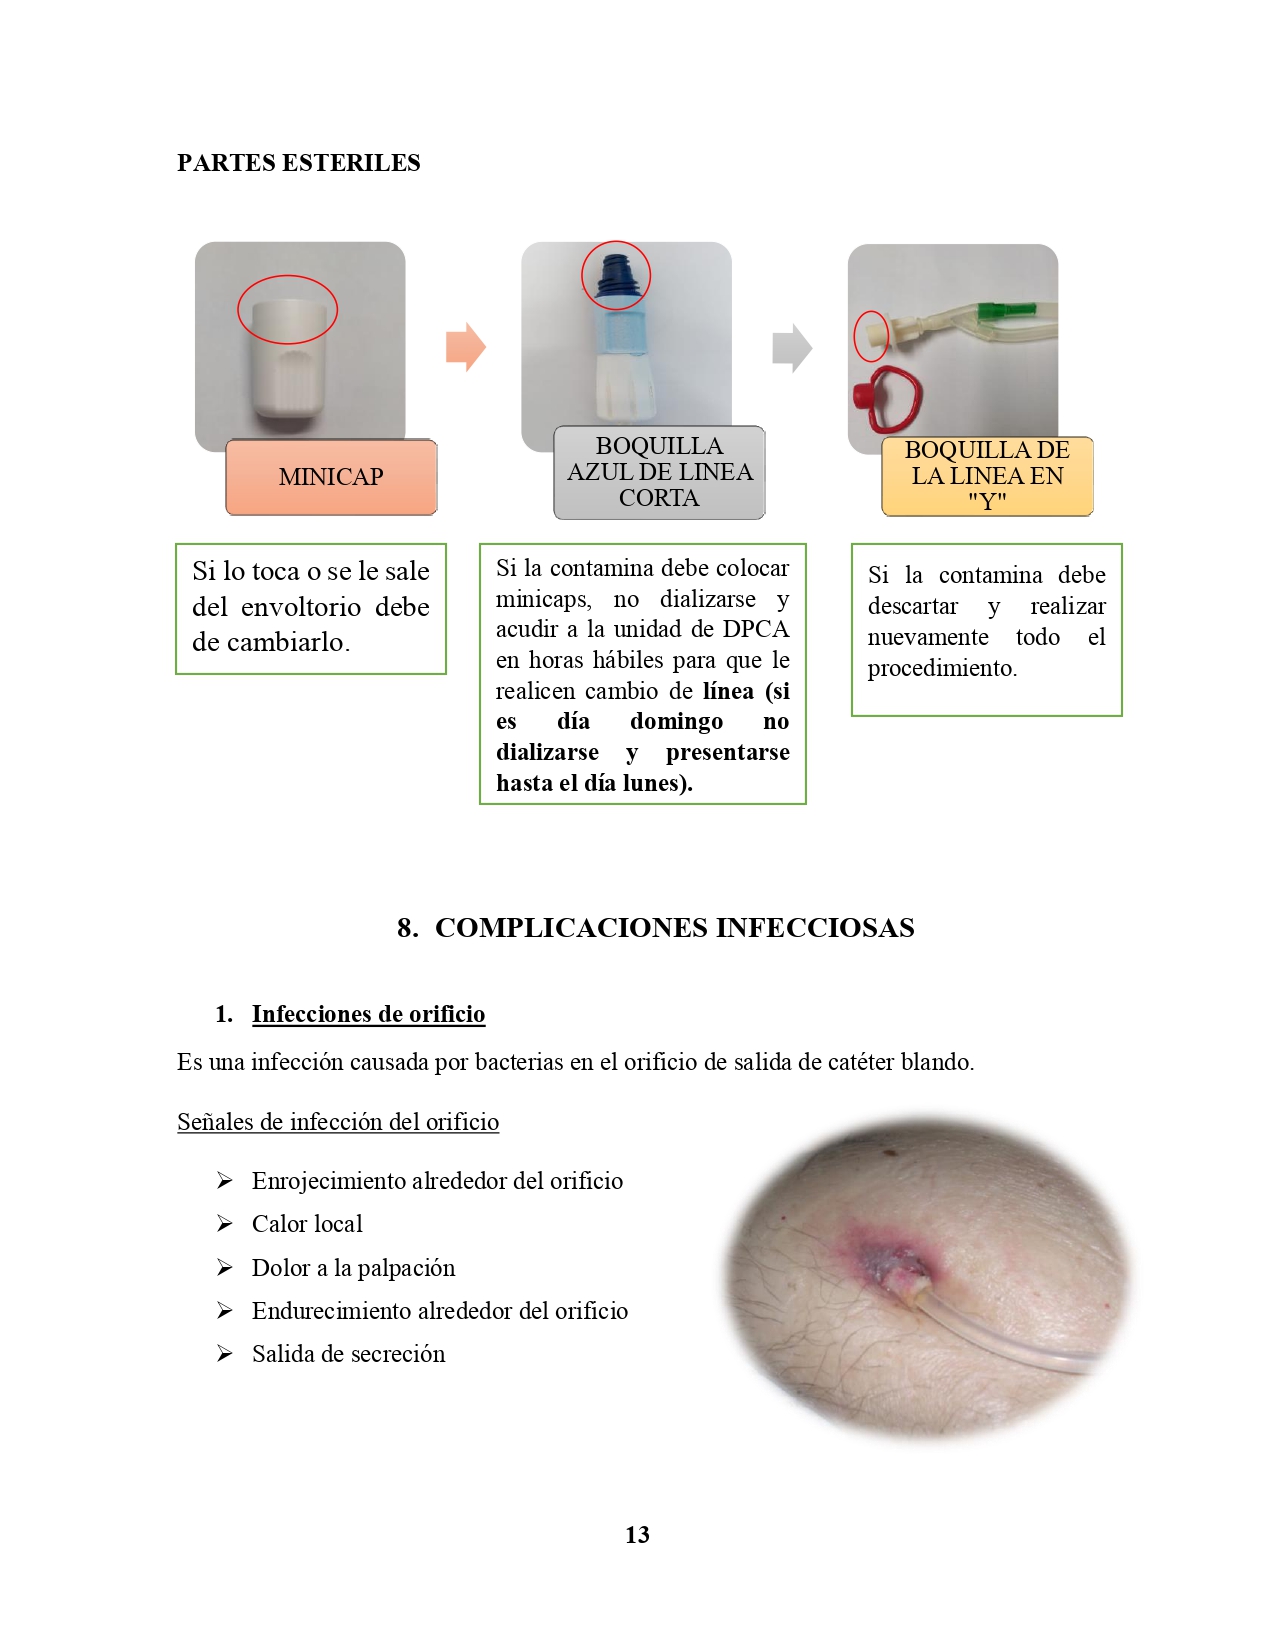 PARTES ESTERILES
MINICAP
BOQUILLA
AZUL DE LINEA
CORTA
BOQUILLA DE
LA LINEA EN
"Y"
Si lo toca o se le sale
del envoltorio debe
de cambiarlo.
Si la contamina debe colocar
minicaps, no dializarse y
acudir a la unidad de DPCA
en horas hábiles para que le
realicen cambio de línea (si
es día domingo no
dializarse y presentarse
hasta el día lunes).
Si la contamina debe
descartar y realizar
nuevamente todo el
procedimiento.
8. COMPLICACIONES INFECCIOSAS
1. Infecciones de orificio
Es una infección causada por bacterias en el orificio de salida de catéter blando.
Señales de infección del orificio
➢ Enrojecimiento alrededor del orificio
➢ Calor local
➢ Dolor a la palpación
➢ Endurecimiento alrededor del orificio
➢ Salida de secreción
13